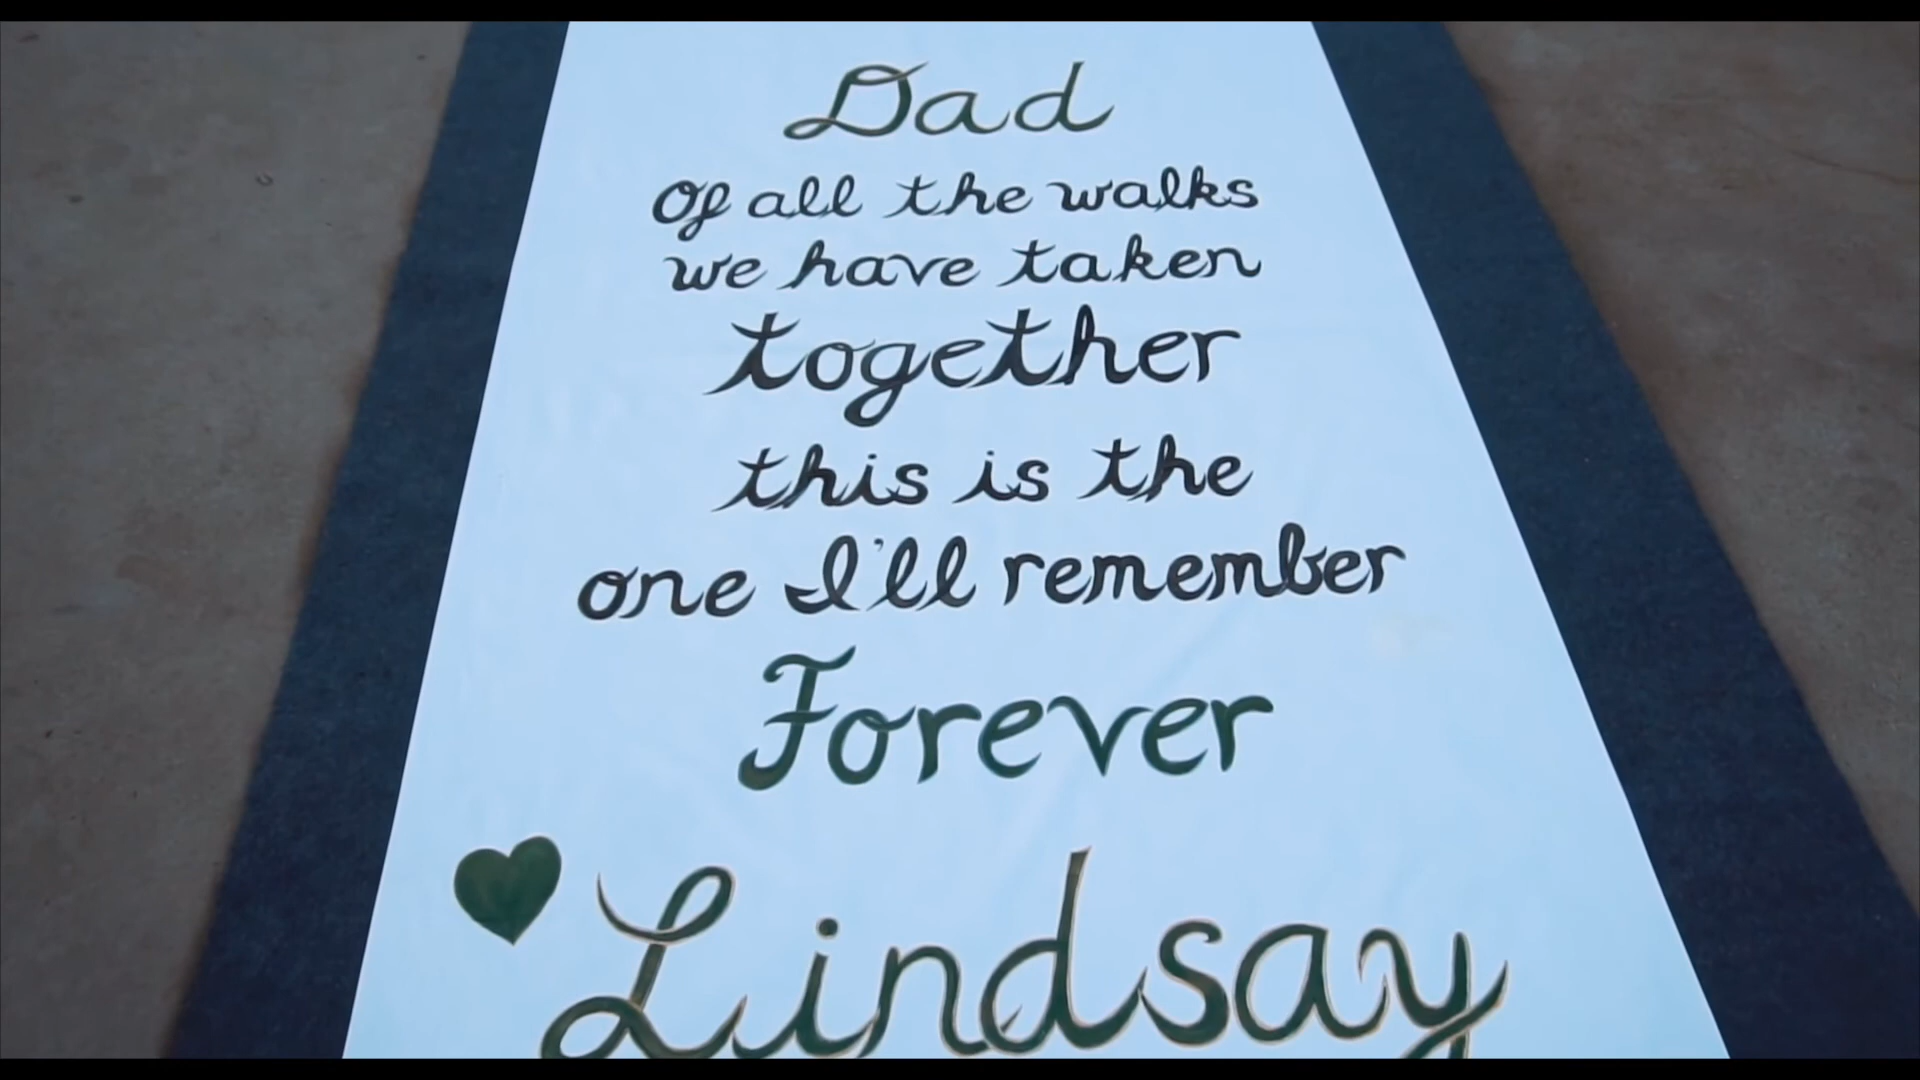 Dad
Of all the walks
we have taken
together
this is the
one I'll remember
Forever
Lindsay